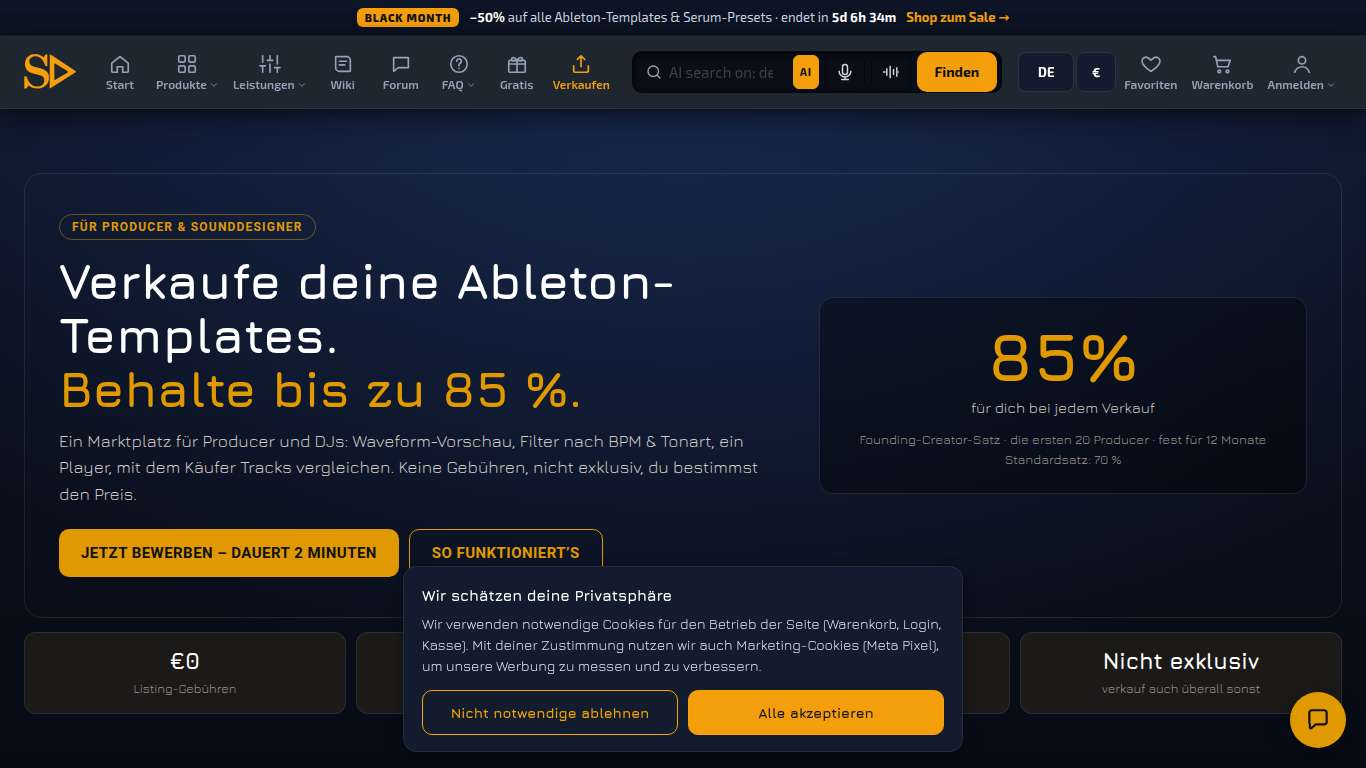 BLACK MONTH −50% auf alle Ableton-Templates & Serum-Presets · endet in 5d 6h 34m Shop zum Sale →
Start
Produkte
Leistungen
Wiki
Forum
FAQ
Gratis
Verkaufen
AI search on: de
AI
Finden
DE
€
Favoriten
Warenkorb
Anmelden
FÜR PRODUCER & SOUNDDESIGNER
Verkaufe deine Ableton-
Templates.
Behalte bis zu 85 %.
Ein Marktplatz für Producer und DJs: Waveform-Vorschau, Filter nach BPM & Tonart, ein
Player, mit dem Käufer Tracks vergleichen. Keine Gebühren, nicht exklusiv, du bestimmst
den Preis.
JETZT BEWERBEN – DAUERT 2 MINUTEN
SO FUNKTIONIERT'S
85%
für dich bei jedem Verkauf
Founding-Creator-Satz · die ersten 20 Producer · fest für 12 Monate
Standardsatz: 70 %
€0
Listing-Gebühren
Nicht exklusiv
verkauf auch überall sonst
Wir schätzen deine Privatsphäre
Wir verwenden notwendige Cookies für den Betrieb der Seite (Warenkorb, Login,
Kasse). Mit deiner Zustimmung nutzen wir auch Marketing-Cookies (Meta Pixel),
um unsere Werbung zu messen und zu verbessern.
Nicht notwendige ablehnen
Alle akzeptieren